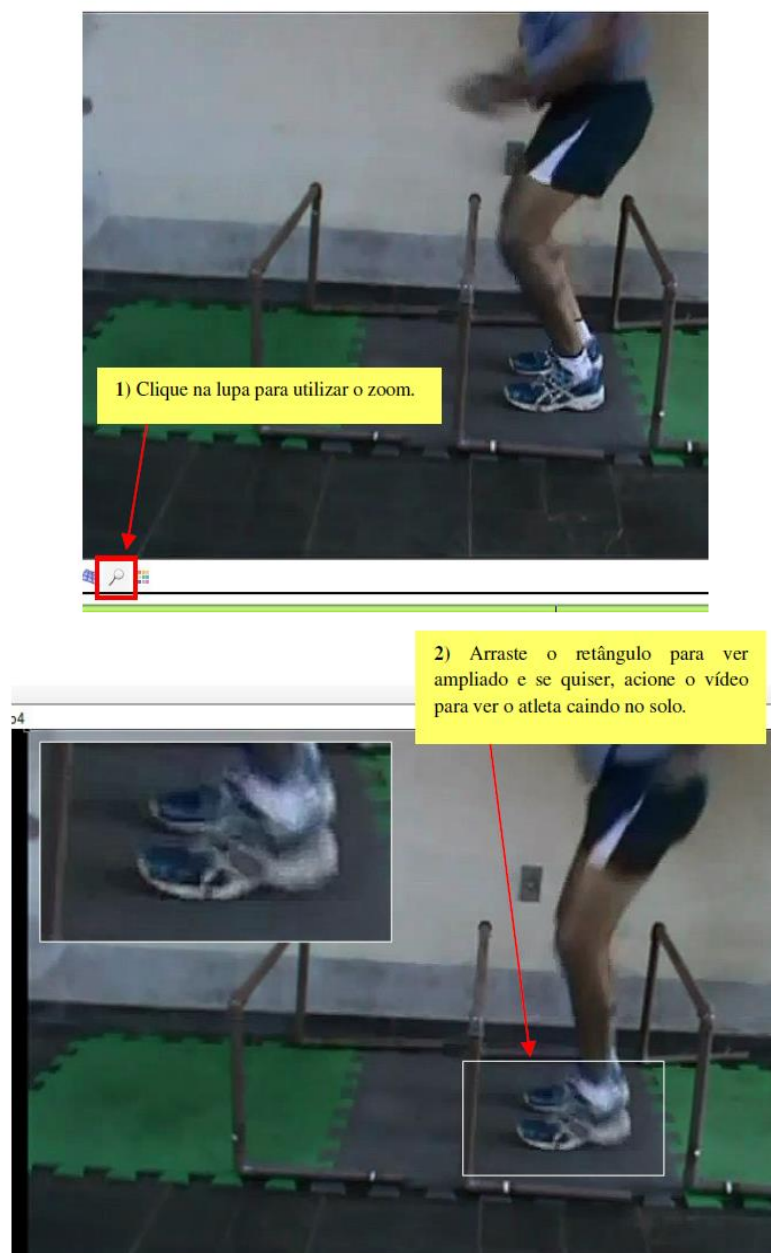 1) Clique na lupa para utilizar o zoom.
2) Arraste o retângulo para ver
ampliado e se quiser, acione o vídeo
para ver o atleta caindo no solo.
o4